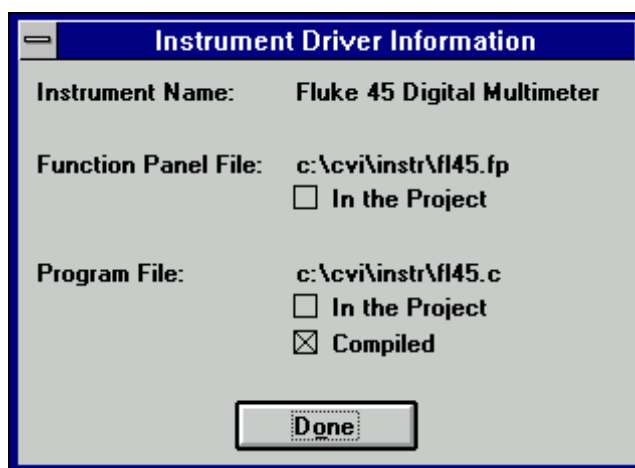 Instrument Driver Information
Instrument Name: Fluke 45 Digital Multimeter
Function Panel File: c:\cvi\instr\fl45.fp
In the Project
Program File: c:\cvi\instr\fl45.c
In the Project
Compiled
Done